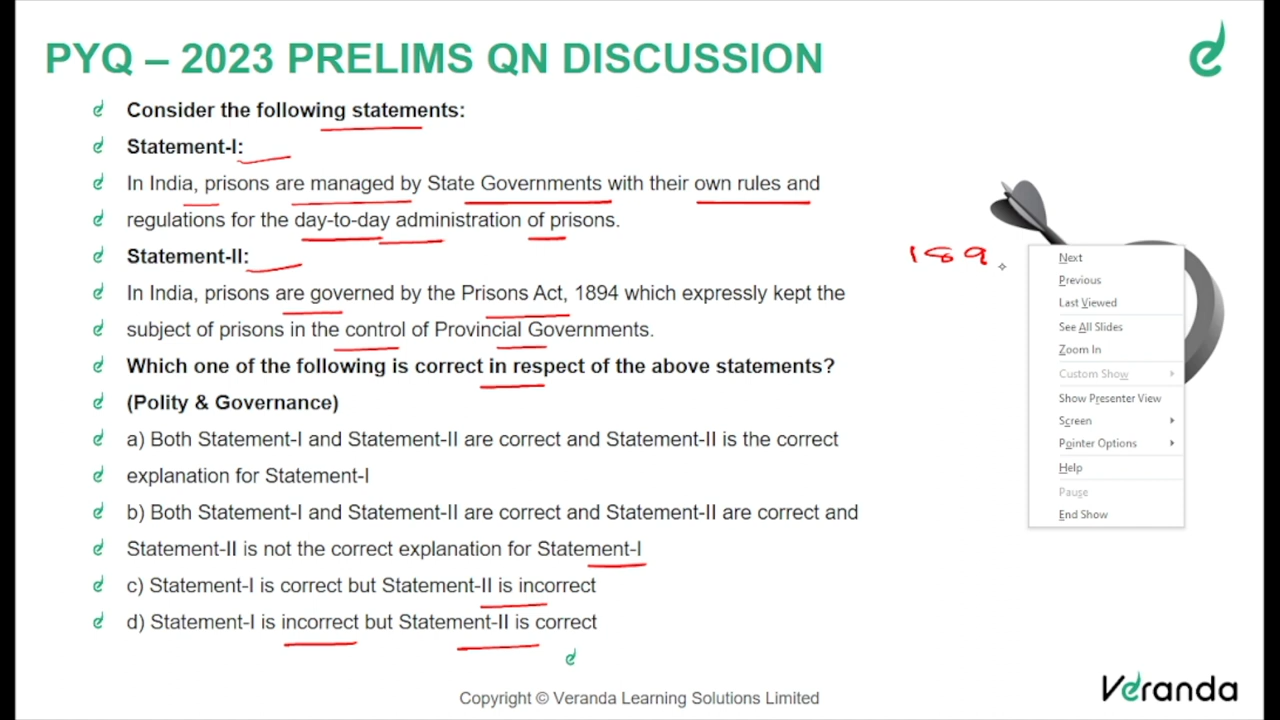 PYQ – 2023 PRELIMS QN DISCUSSION
Consider the following statements:
Statement-I:
In India, prisons are managed by State Governments with their own rules and
regulations for the day-to-day administration of prisons.
Statement-II:
In India, prisons are governed by the Prisons Act, 1894 which expressly kept the
subject of prisons in the control of Provincial Governments.
Which one of the following is correct in respect of the above statements?
(Polity & Governance)
a) Both Statement-I and Statement-II are correct and Statement-II is the correct
explanation for Statement-I
b) Both Statement-I and Statement-II are correct and Statement-II are correct and
Statement-II is not the correct explanation for Statement-I
c) Statement-I is correct but Statement-II is incorrect
d) Statement-I is incorrect but Statement-II is correct
189
Next
Previous
Last Viewed
See All Slides
Zoom In
Custom Show
Show Presenter View
Screen
Pointer Options
Help
Pause
End Show
Copyright © Veranda Learning Solutions Limited
Veranda